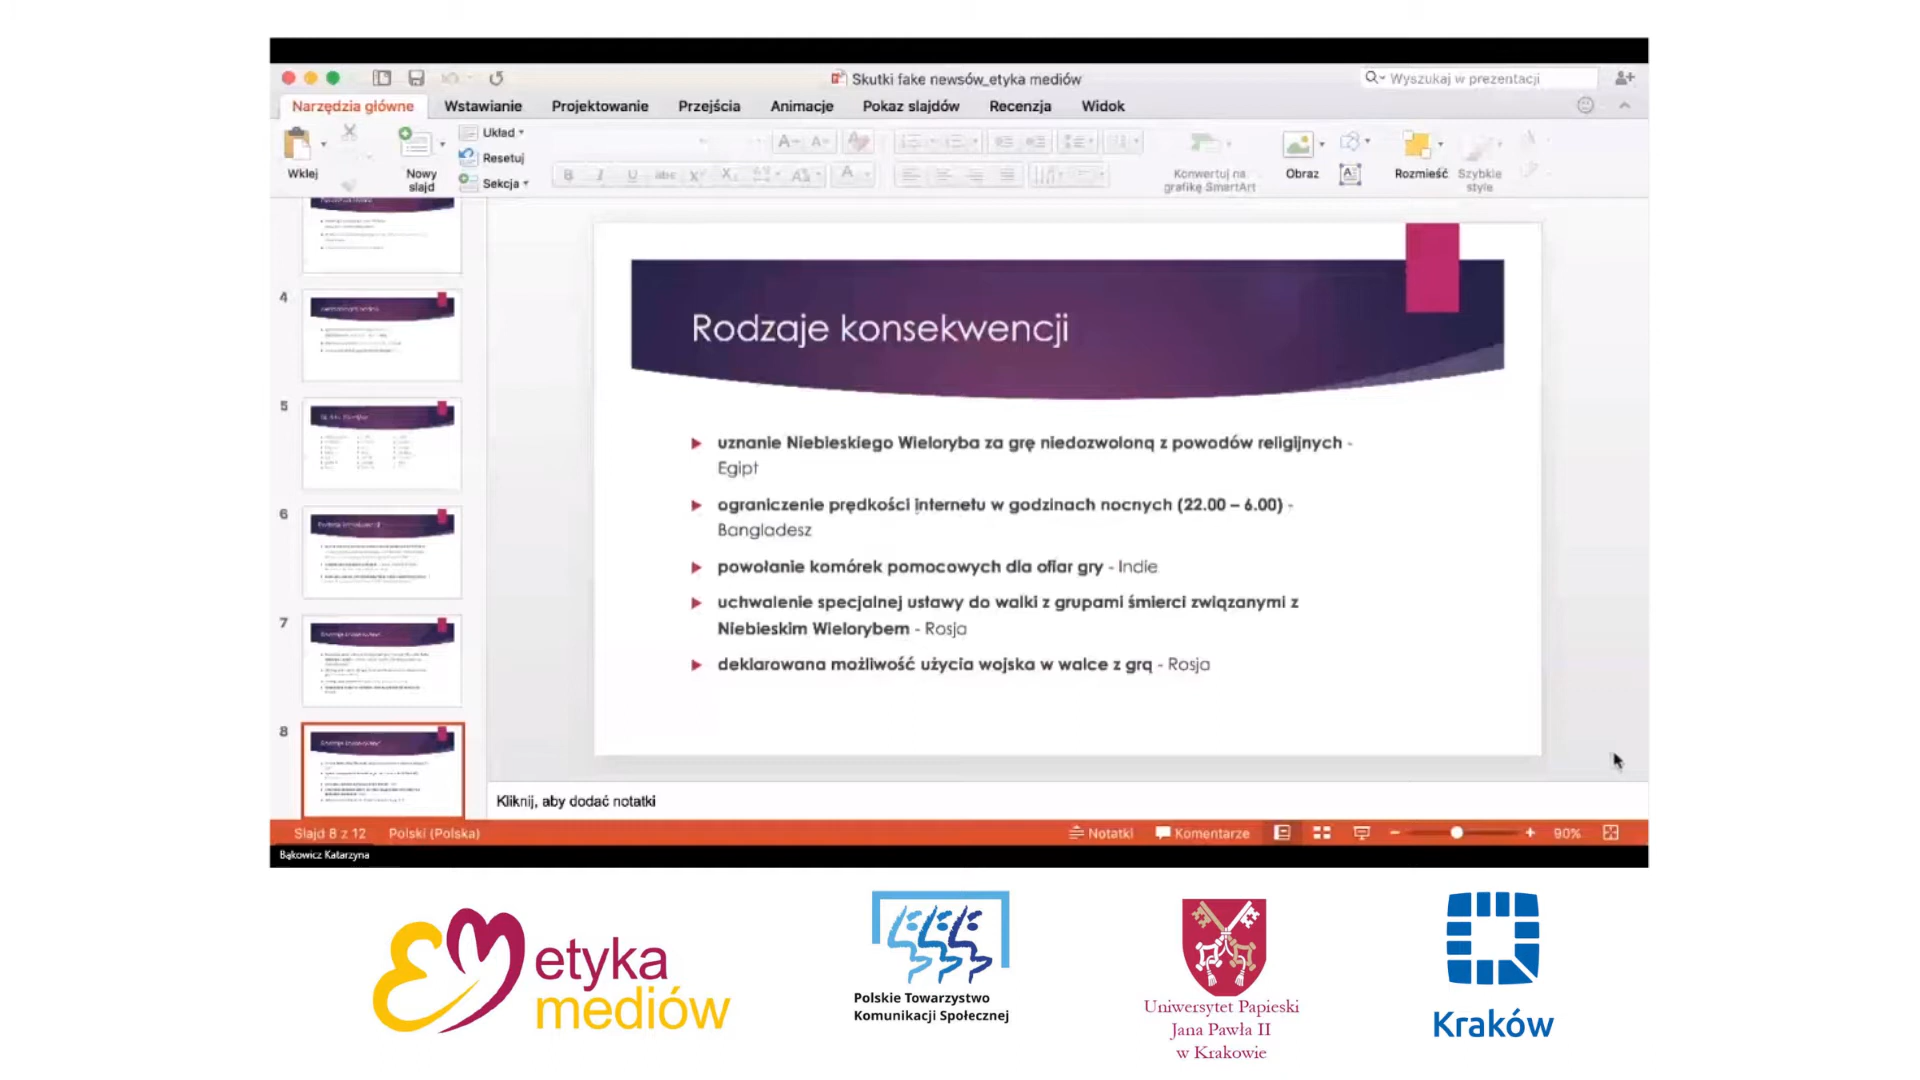 Skutki fake newsów_etyka mediów
Wyszukaj w prezentacji
Narzędzia główne Wstawianie Projektowanie Przejścia Animacje Pokaz slajdów Recenzja Widok
Wklej
Nowy slajd
Układ
Resetuj
Sekcja
Konwertuj na grafikę SmartArt
Obraz
Rozmieść
Szybkie style
4
5
6
7
8
Rodzaje konsekwencji
uznanie Niebieskiego Wieloryba za grę niedozwoloną z powodów religijnych -
Egipt
ograniczenie prędkości internetu w godzinach nocnych (22.00 – 6.00) -
Bangladesz
powołanie komórek pomocowych dla ofiar gry - Indie
uchwalenie specjalnej ustawy do walki z grupami śmierci związanymi z
Niebieskim Wielorybem - Rosja
deklarowana możliwość użycia wojska w walce z grą - Rosja
Kliknij, aby dodać notatki
Slajd 8 z 12 Polski (Polska) Notatki Komentarze 90%
Bąkowicz Katarzyna
etyka
mediów
Polskie Towarzystwo
Komunikacji Społecznej
Uniwersytet Papieski
Jana Pawła II
w Krakowie
Kraków